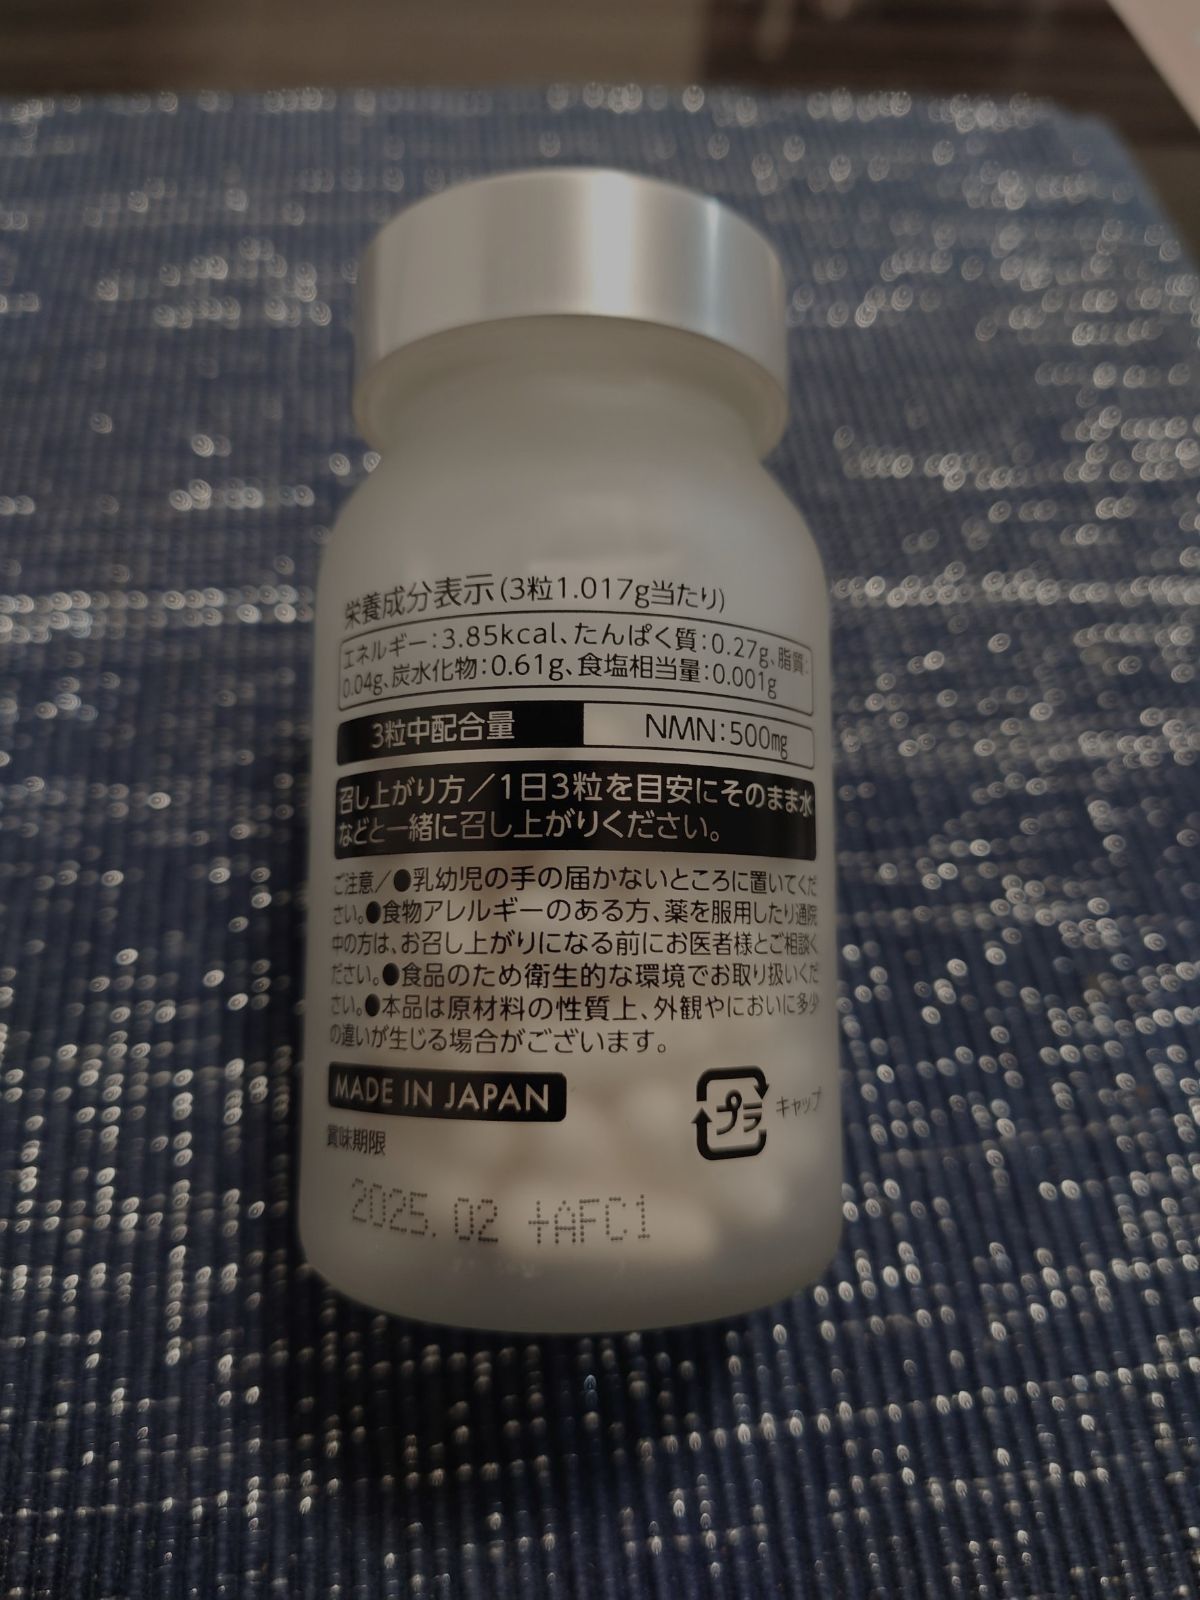 栄養成分表示(3粒1.017g当たり)
エネルギー:3.85kcal、たんぱく質:0.27g、脂質:
0.04g、炭水化物:0.61g、食塩相当量:0.001g
3粒中配合量 NMN:500㎎
召し上がり方／1日3粒を目安にそのまま水
などと一緒に召し上がりください。
ご注意／●乳幼児の手の届かないところに置いてくだ
さい。●食物アレルギーのある方、薬を服用したり通院
中の方は、お召し上がりになる前にお医者様とご相談く
ださい。●食品のため衛生的な環境でお取り扱いくだ
さい。●本品は原材料の性質上、外観やにおいに多少
の違いが生じる場合がございます。
MADE IN JAPAN
プラ キャップ
賞味期限
2025.02 +AFC1